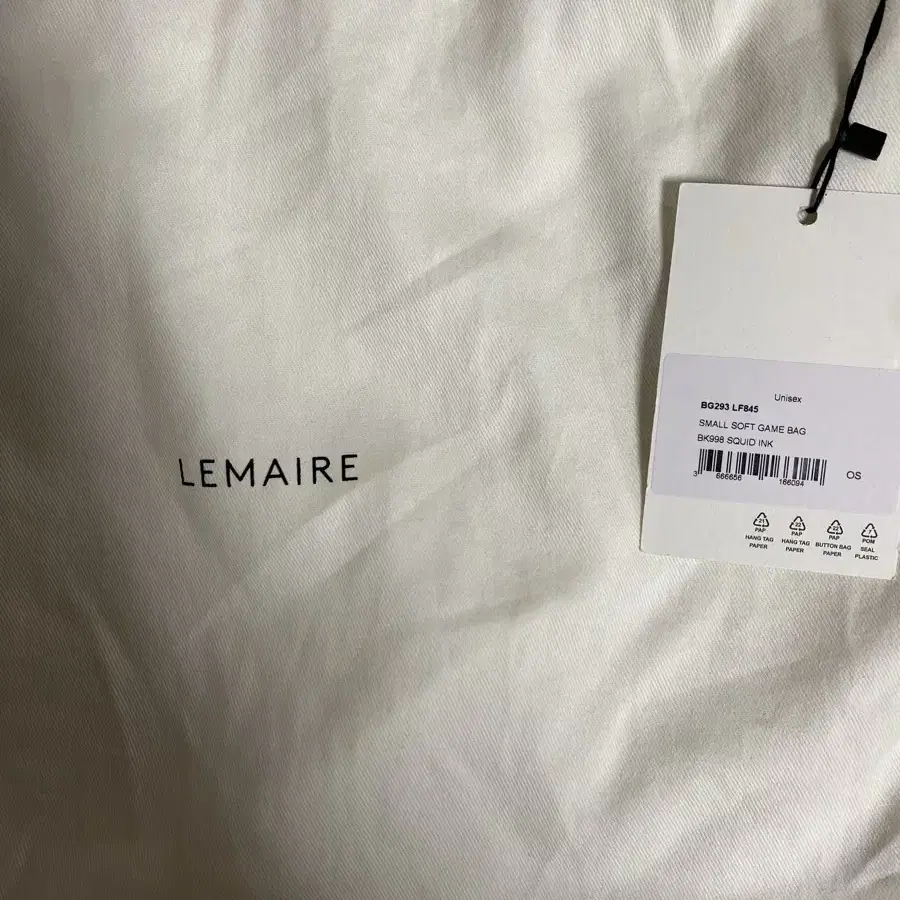 LEMAIRE
Unisex
BG293 LF845
SMALL SOFT GAME BAG
BK998 SQUID INK
3 666656 166094
OS
21
PAP
HANG TAG
PAPER
22
PAP
HANG TAG
PAPER
22
PAP
BUTTON BAG
PAPER
7
POM
SEAL
PLASTIC